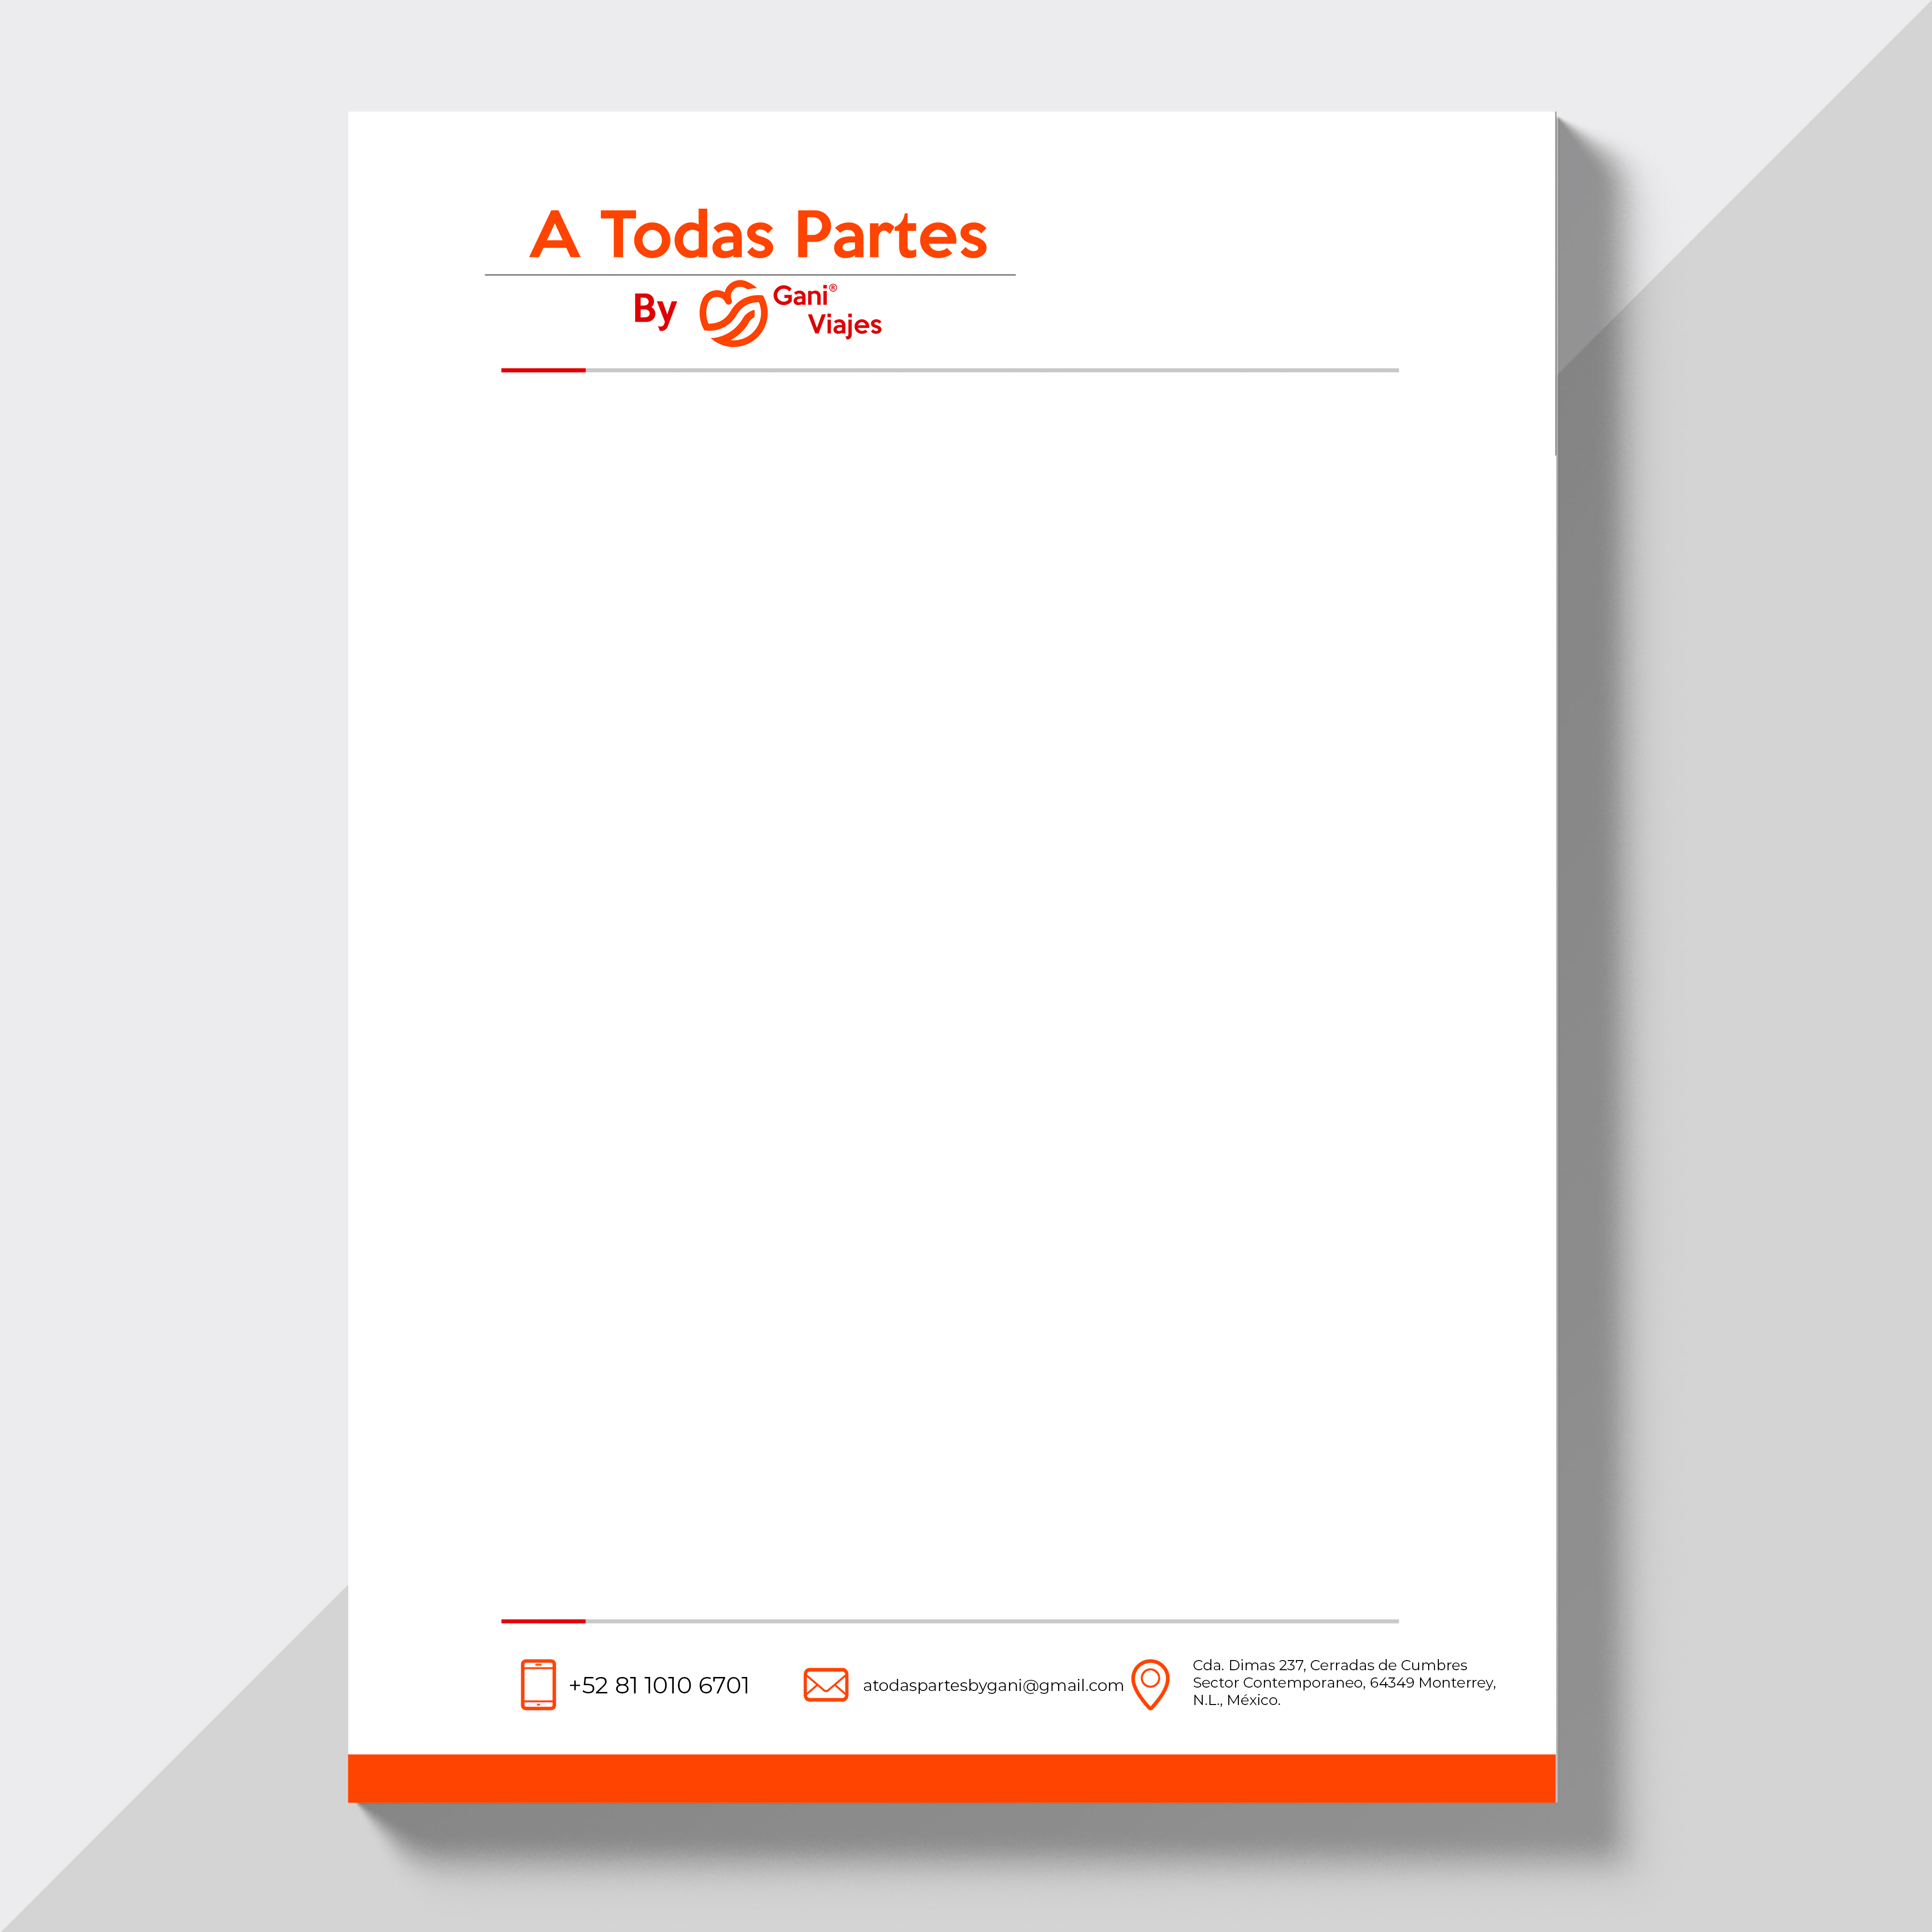 A Todas Partes
By Gani®
Viajes
+52 81 1010 6701
atodaspartesbygani@gmail.com
Cda. Dimas 237, Cerradas de Cumbres
Sector Contemporaneo, 64349 Monterrey,
N.L., México.